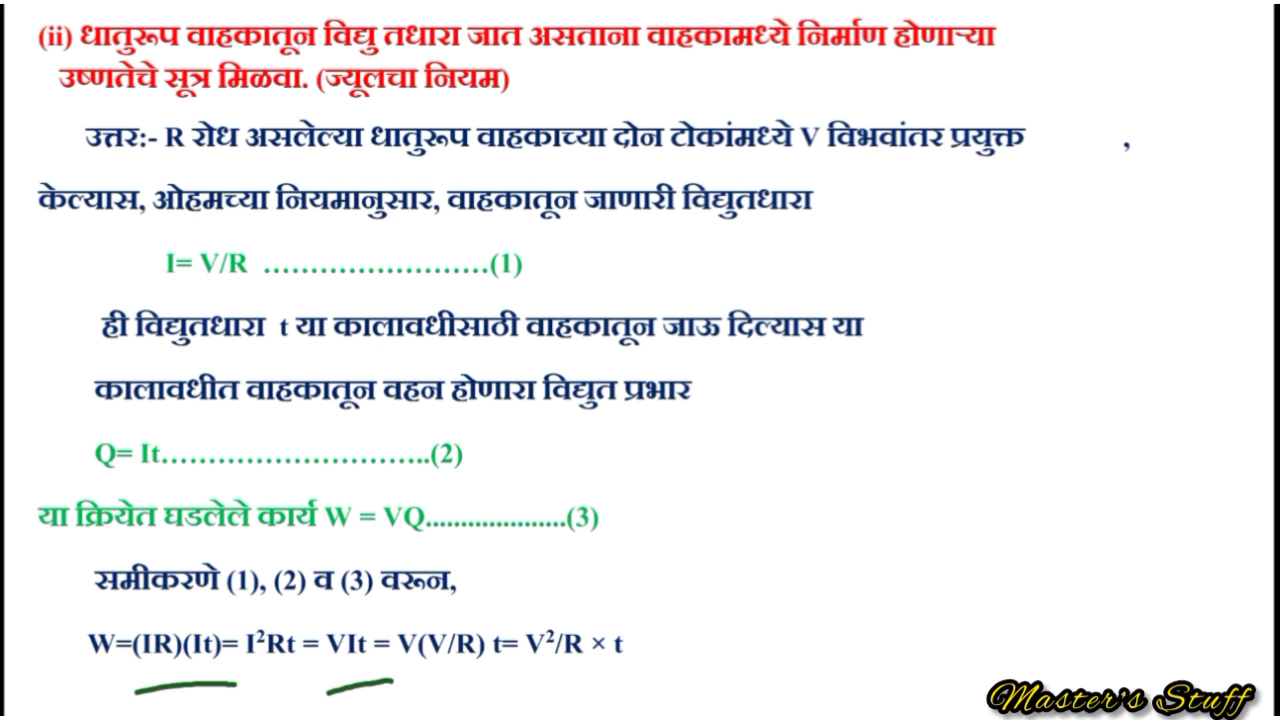 (ii) धातुरूप वाहकातून विद्यु तधारा जात असताना वाहकामध्ये निर्माण होणाऱ्या
उष्णतेचे सूत्र मिळवा. (ज्यूलचा नियम)
उत्तर:- R रोध असलेल्या धातुरूप वाहकाच्या दोन टोकांमध्ये V विभवांतर प्रयुक्त ,
केल्यास, ओहमच्या नियमानुसार, वाहकातून जाणारी विद्युतधारा
I= V/R ……………………(1)
ही विद्युतधारा t या कालावधीसाठी वाहकातून जाऊ दिल्यास या
कालावधीत वाहकातून वहन होणारा विद्युत प्रभार
Q= It………………………..(2)
या क्रियेत घडलेले कार्य W = VQ....................(3)
समीकरणे (1), (2) व (3) वरून,
W=(IR)(It)= I²Rt = VIt = V(V/R) t= V²/R × t
Master's Stuff